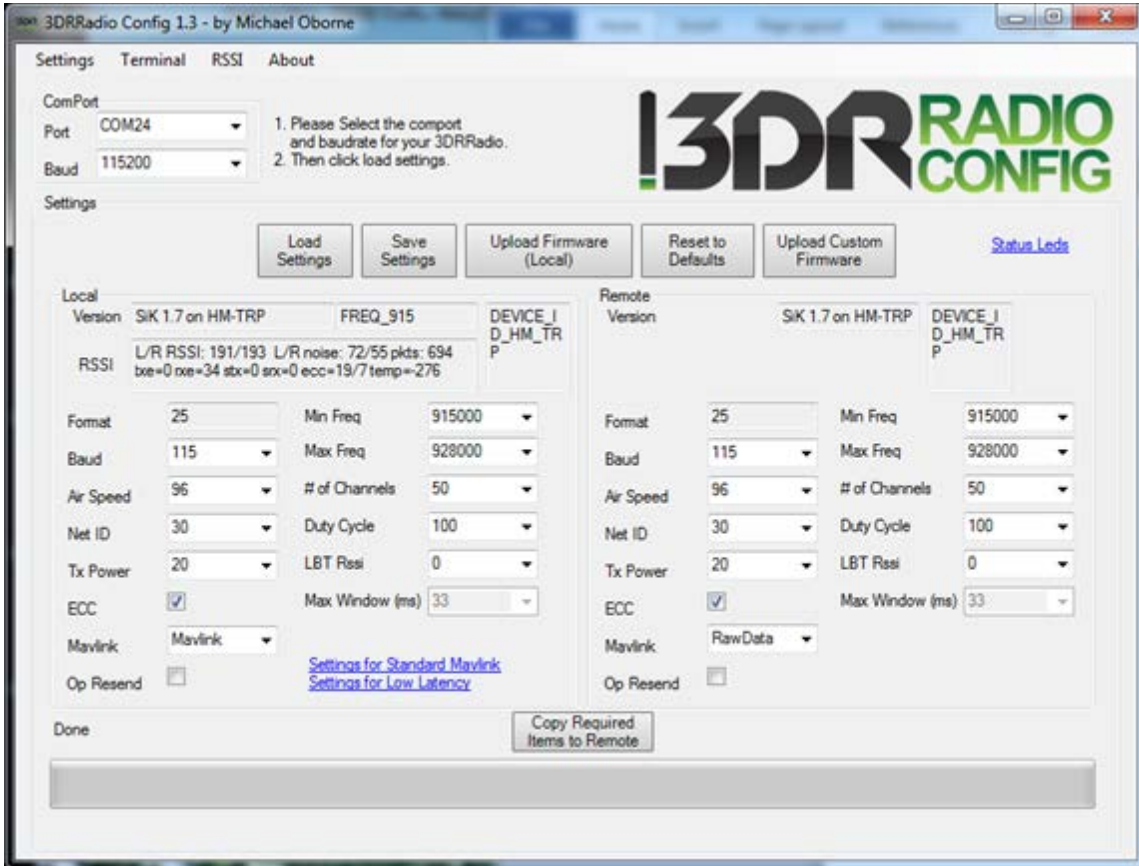 3DRRadio Config 1.3 - by Michael Oborne
Settings Terminal RSSI About
ComPort
Port COM24
Baud 115200
1. Please Select the comport
and baudrate for your 3DRRadio.
2. Then click load settings.
!3DR RADIO CONFIG
Settings
Load Settings
Save Settings
Upload Firmware (Local)
Reset to Defaults
Upload Custom Firmware
Status Leds
Local
Version SiK 1.7 on HM-TRP FREQ_915 DEVICE_I
D_HM_TR
P
RSSI
L/R RSSI: 191/193 L/R noise: 72/55 pkts: 694
txe=0 rxe=34 stx=0 srx=0 ecc=19/7 temp=-276
Format 25 Min Freq 915000
Baud 115 Max Freq 928000
Air Speed 96 # of Channels 50
Net ID 30 Duty Cycle 100
Tx Power 20 LBT Rssi 0
ECC Max Window (ms) 33
Mavlink Mavlink
Settings for Standard Mavlink
Settings for Low Latency
Op Resend
Remote
Version SiK 1.7 on HM-TRP DEVICE_I
D_HM_TR
P
Format 25 Min Freq 915000
Baud 115 Max Freq 928000
Air Speed 96 # of Channels 50
Net ID 30 Duty Cycle 100
Tx Power 20 LBT Rssi 0
ECC Max Window (ms) 33
Mavlink RawData
Op Resend
Done
Copy Required
Items to Remote